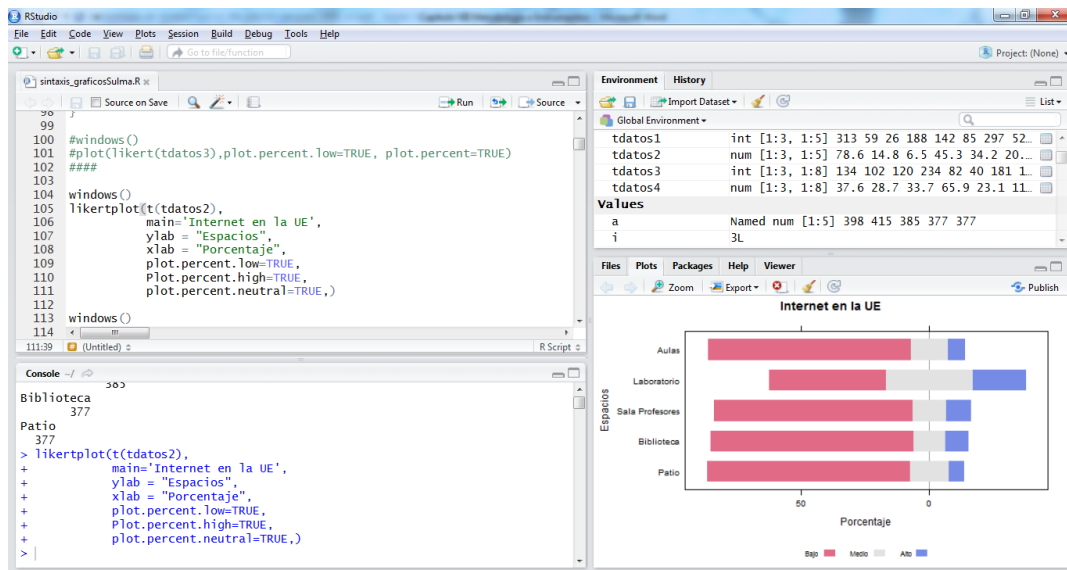 RStudio
File Edit Code View Plots Session Build Debug Tools Help
Go to file/function
Project: (None)
sintaxis_graficosSulma.R
Source on Save
Run
Source
98 }
99
100 #windows()
101 #plot(likert(tdatos3),plot.percent.low=TRUE, plot.percent=TRUE)
102 ####
103
104 windows()
105 likertplot(t(tdatos2),
106 main='Internet en la UE',
107 ylab = "Espacios",
108 xlab = "Porcentaje",
109 plot.percent.low=TRUE,
110 Plot.percent.high=TRUE,
111 plot.percent.neutral=TRUE,)
112
113 windows()
114
111:39 (Untitled) R Script
Console ~/
385
Biblioteca
377
Patio
377
> likertplot(t(tdatos2),
+ main='Internet en la UE',
+ ylab = "Espacios",
+ xlab = "Porcentaje",
+ plot.percent.low=TRUE,
+ Plot.percent.high=TRUE,
+ plot.percent.neutral=TRUE,)
>
Environment History
Import Dataset
List
Global Environment
tdatos1 int [1:3, 1:5] 313 59 26 188 142 85 297 52…
tdatos2 num [1:3, 1:5] 78.6 14.8 6.5 45.3 34.2 20.…
tdatos3 int [1:3, 1:8] 134 102 120 234 82 40 181 1…
tdatos4 num [1:3, 1:8] 37.6 28.7 33.7 65.9 23.1 11…
Values
a Named num [1:5] 398 415 385 377 377
i 3L
Files Plots Packages Help Viewer
Zoom Export Publish
Internet en la UE
Espacios
Aulas
Laboratorio
Sala Profesores
Biblioteca
Patio
50 0
Porcentaje
Bajo Medio Alto